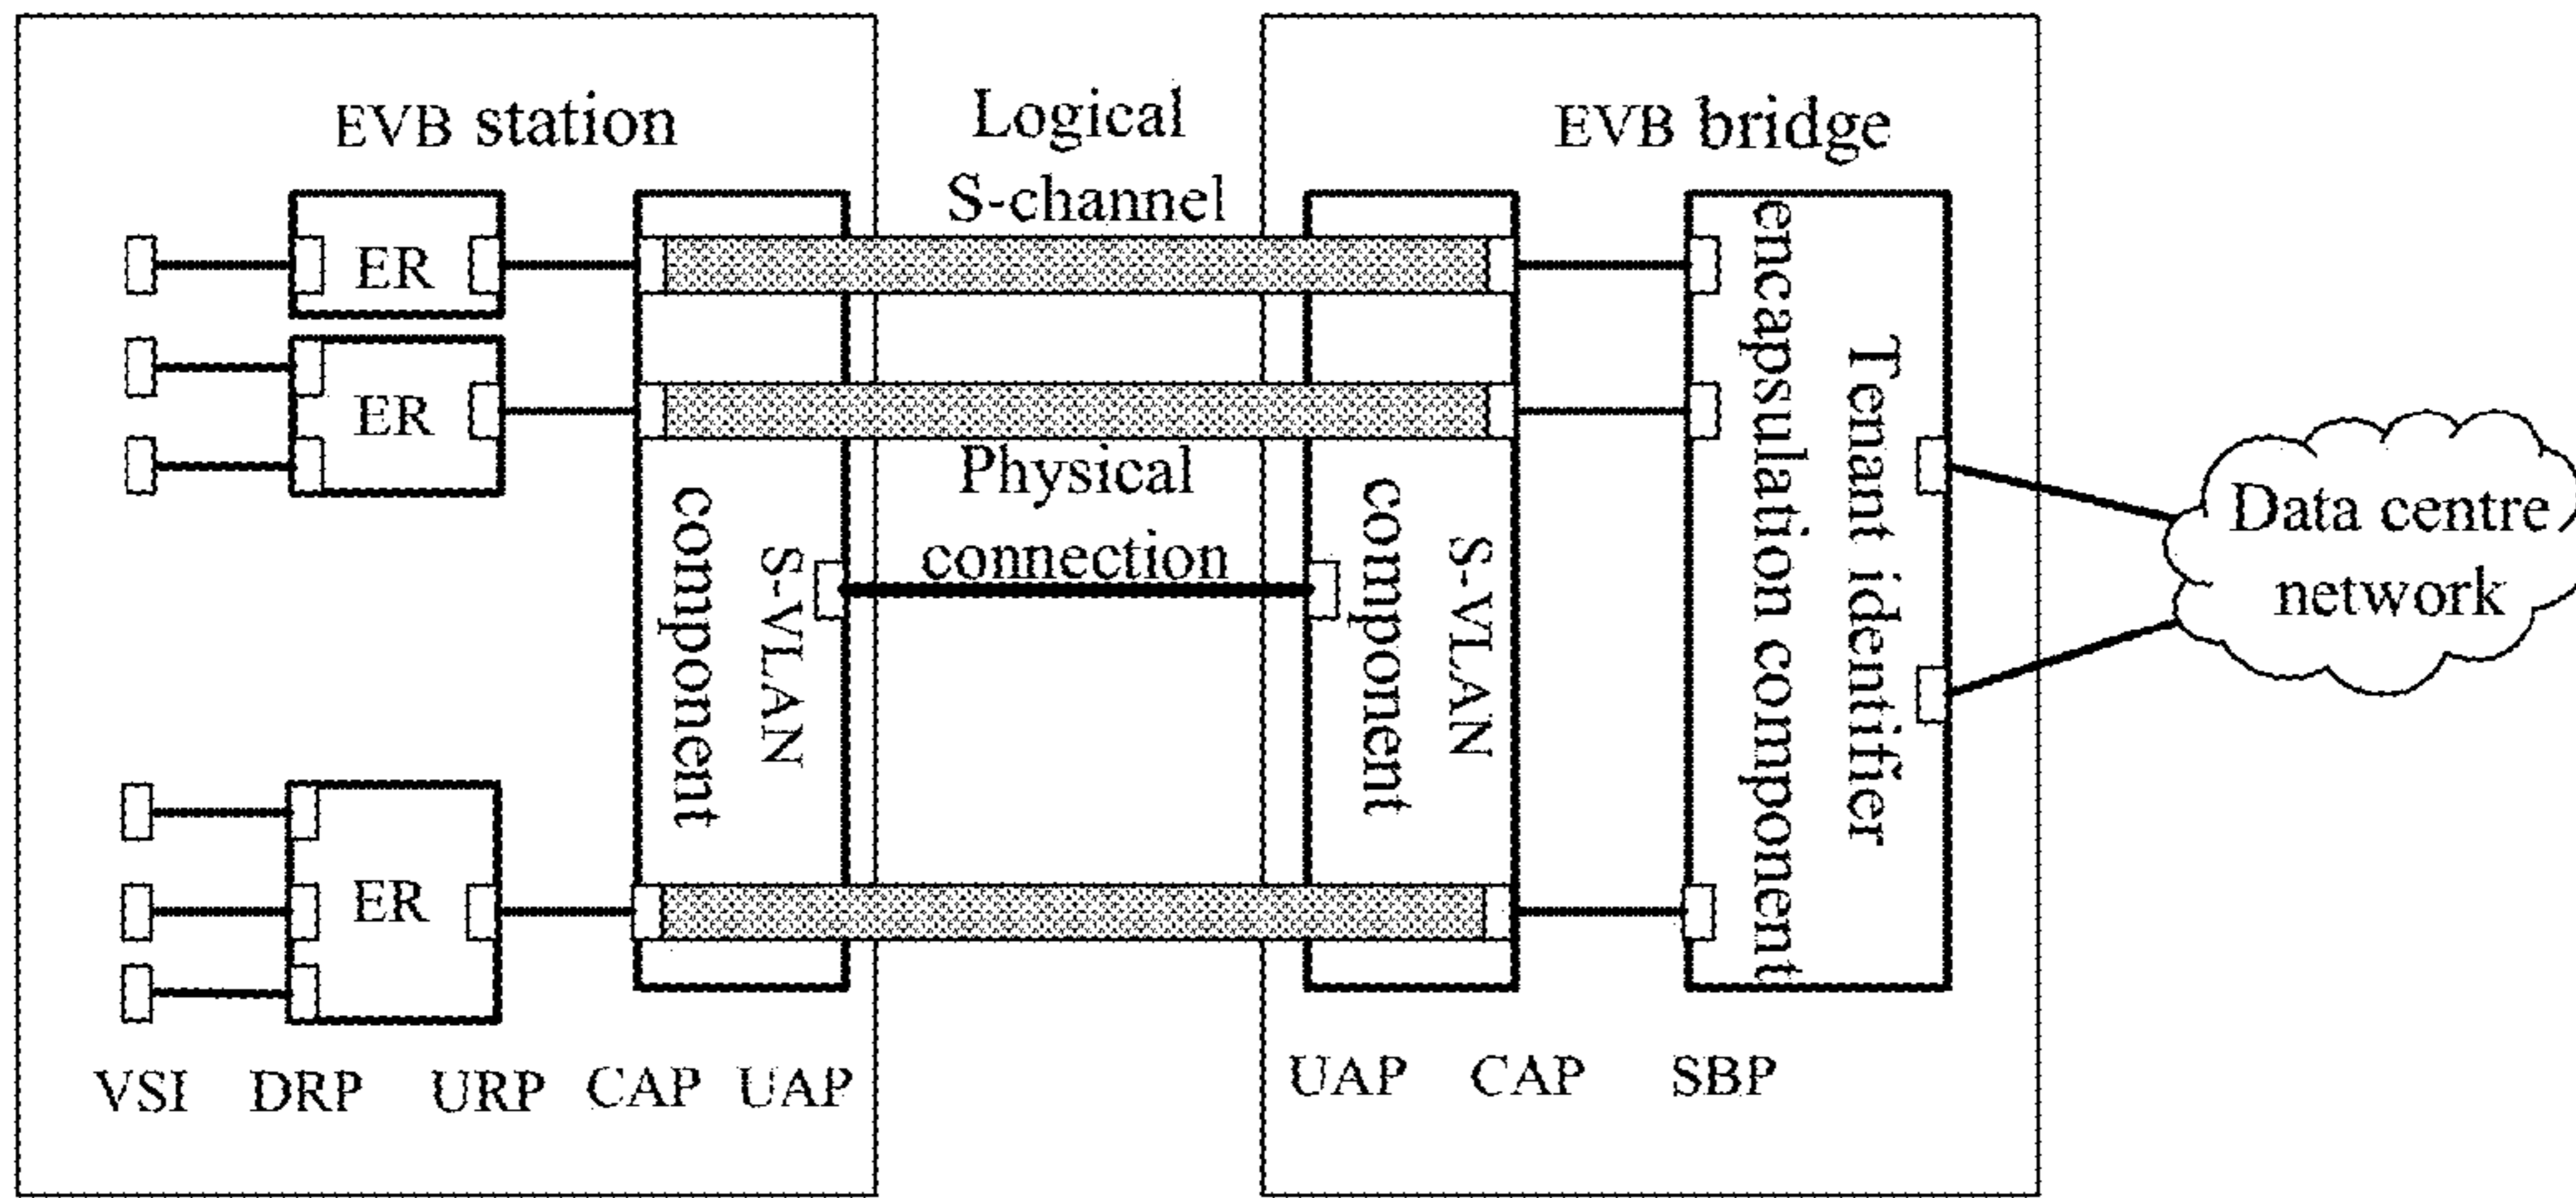 EVB station
Logical
S-channel
EVB bridge
ER
ER
ER
Physical
connection
S-VLAN
component
S-VLAN
component
Tenant identifier
encapsulation component
Data centre
network
VSI DRP URP CAP UAP
UAP CAP SBP